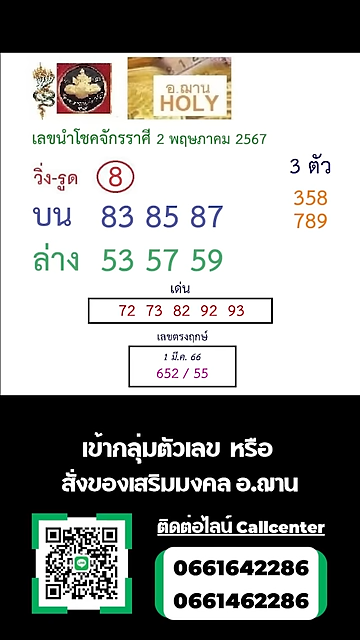 อ.ฌาน
HOLY
เลขนำโชคจักรราศี 2 พฤษภาคม 2567
วิ่ง-รูด 8
3 ตัว
358
789
บน 83 85 87
ล่าง 53 57 59
เด่น
72 73 82 92 93
เลขตรงฤกษ์
1 มี.ค. 66
652 / 55
เข้ากลุ่มตัวเลข หรือ
สั่งของเสริมมงคล อ.ฌาน
ติดต่อไลน์ Callcenter
0661642286
0661462286